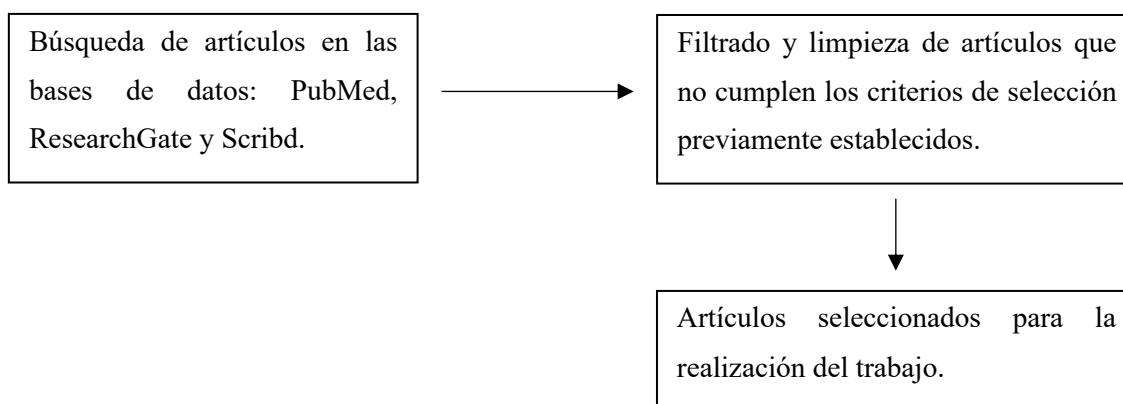 Búsqueda de artículos en las
bases de datos: PubMed,
ResearchGate y Scribd.
Filtrado y limpieza de artículos que
no cumplen los criterios de selección
previamente establecidos.
Artículos seleccionados para la
realización del trabajo.